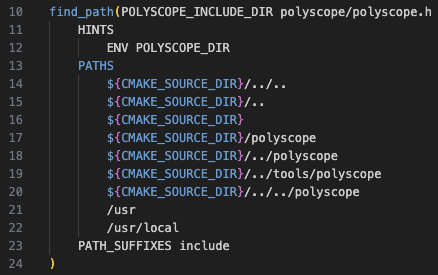 10 find_path(POLYSCOPE_INCLUDE_DIR polyscope/polyscope.h
11     HINTS
12         ENV POLYSCOPE_DIR
13     PATHS
14         ${CMAKE_SOURCE_DIR}/../..
15         ${CMAKE_SOURCE_DIR}/..
16         ${CMAKE_SOURCE_DIR}
17         ${CMAKE_SOURCE_DIR}/polyscope
18         ${CMAKE_SOURCE_DIR}/../polyscope
19         ${CMAKE_SOURCE_DIR}/../tools/polyscope
20         ${CMAKE_SOURCE_DIR}/../../polyscope
21         /usr
22         /usr/local
23     PATH_SUFFIXES include
24 )